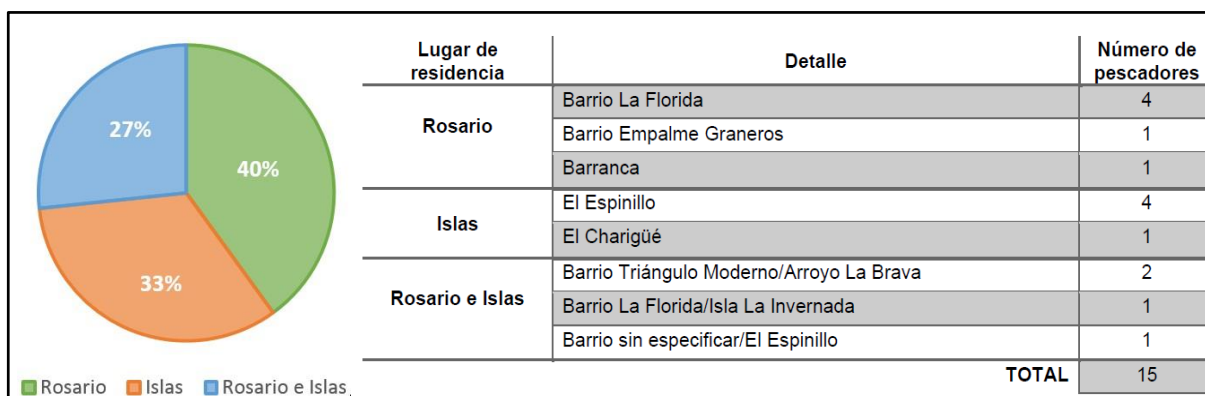 27%
40%
33%
Rosario Islas Rosario e Islas
Lugar de residencia Detalle Número de pescadores
Rosario
Barrio La Florida 4
Barrio Empalme Graneros 1
Barranca 1
Islas
El Espinillo 4
El Charigüé 1
Rosario e Islas
Barrio Triángulo Moderno/Arroyo La Brava 2
Barrio La Florida/Isla La Invernada 1
Barrio sin especificar/El Espinillo 1
TOTAL 15